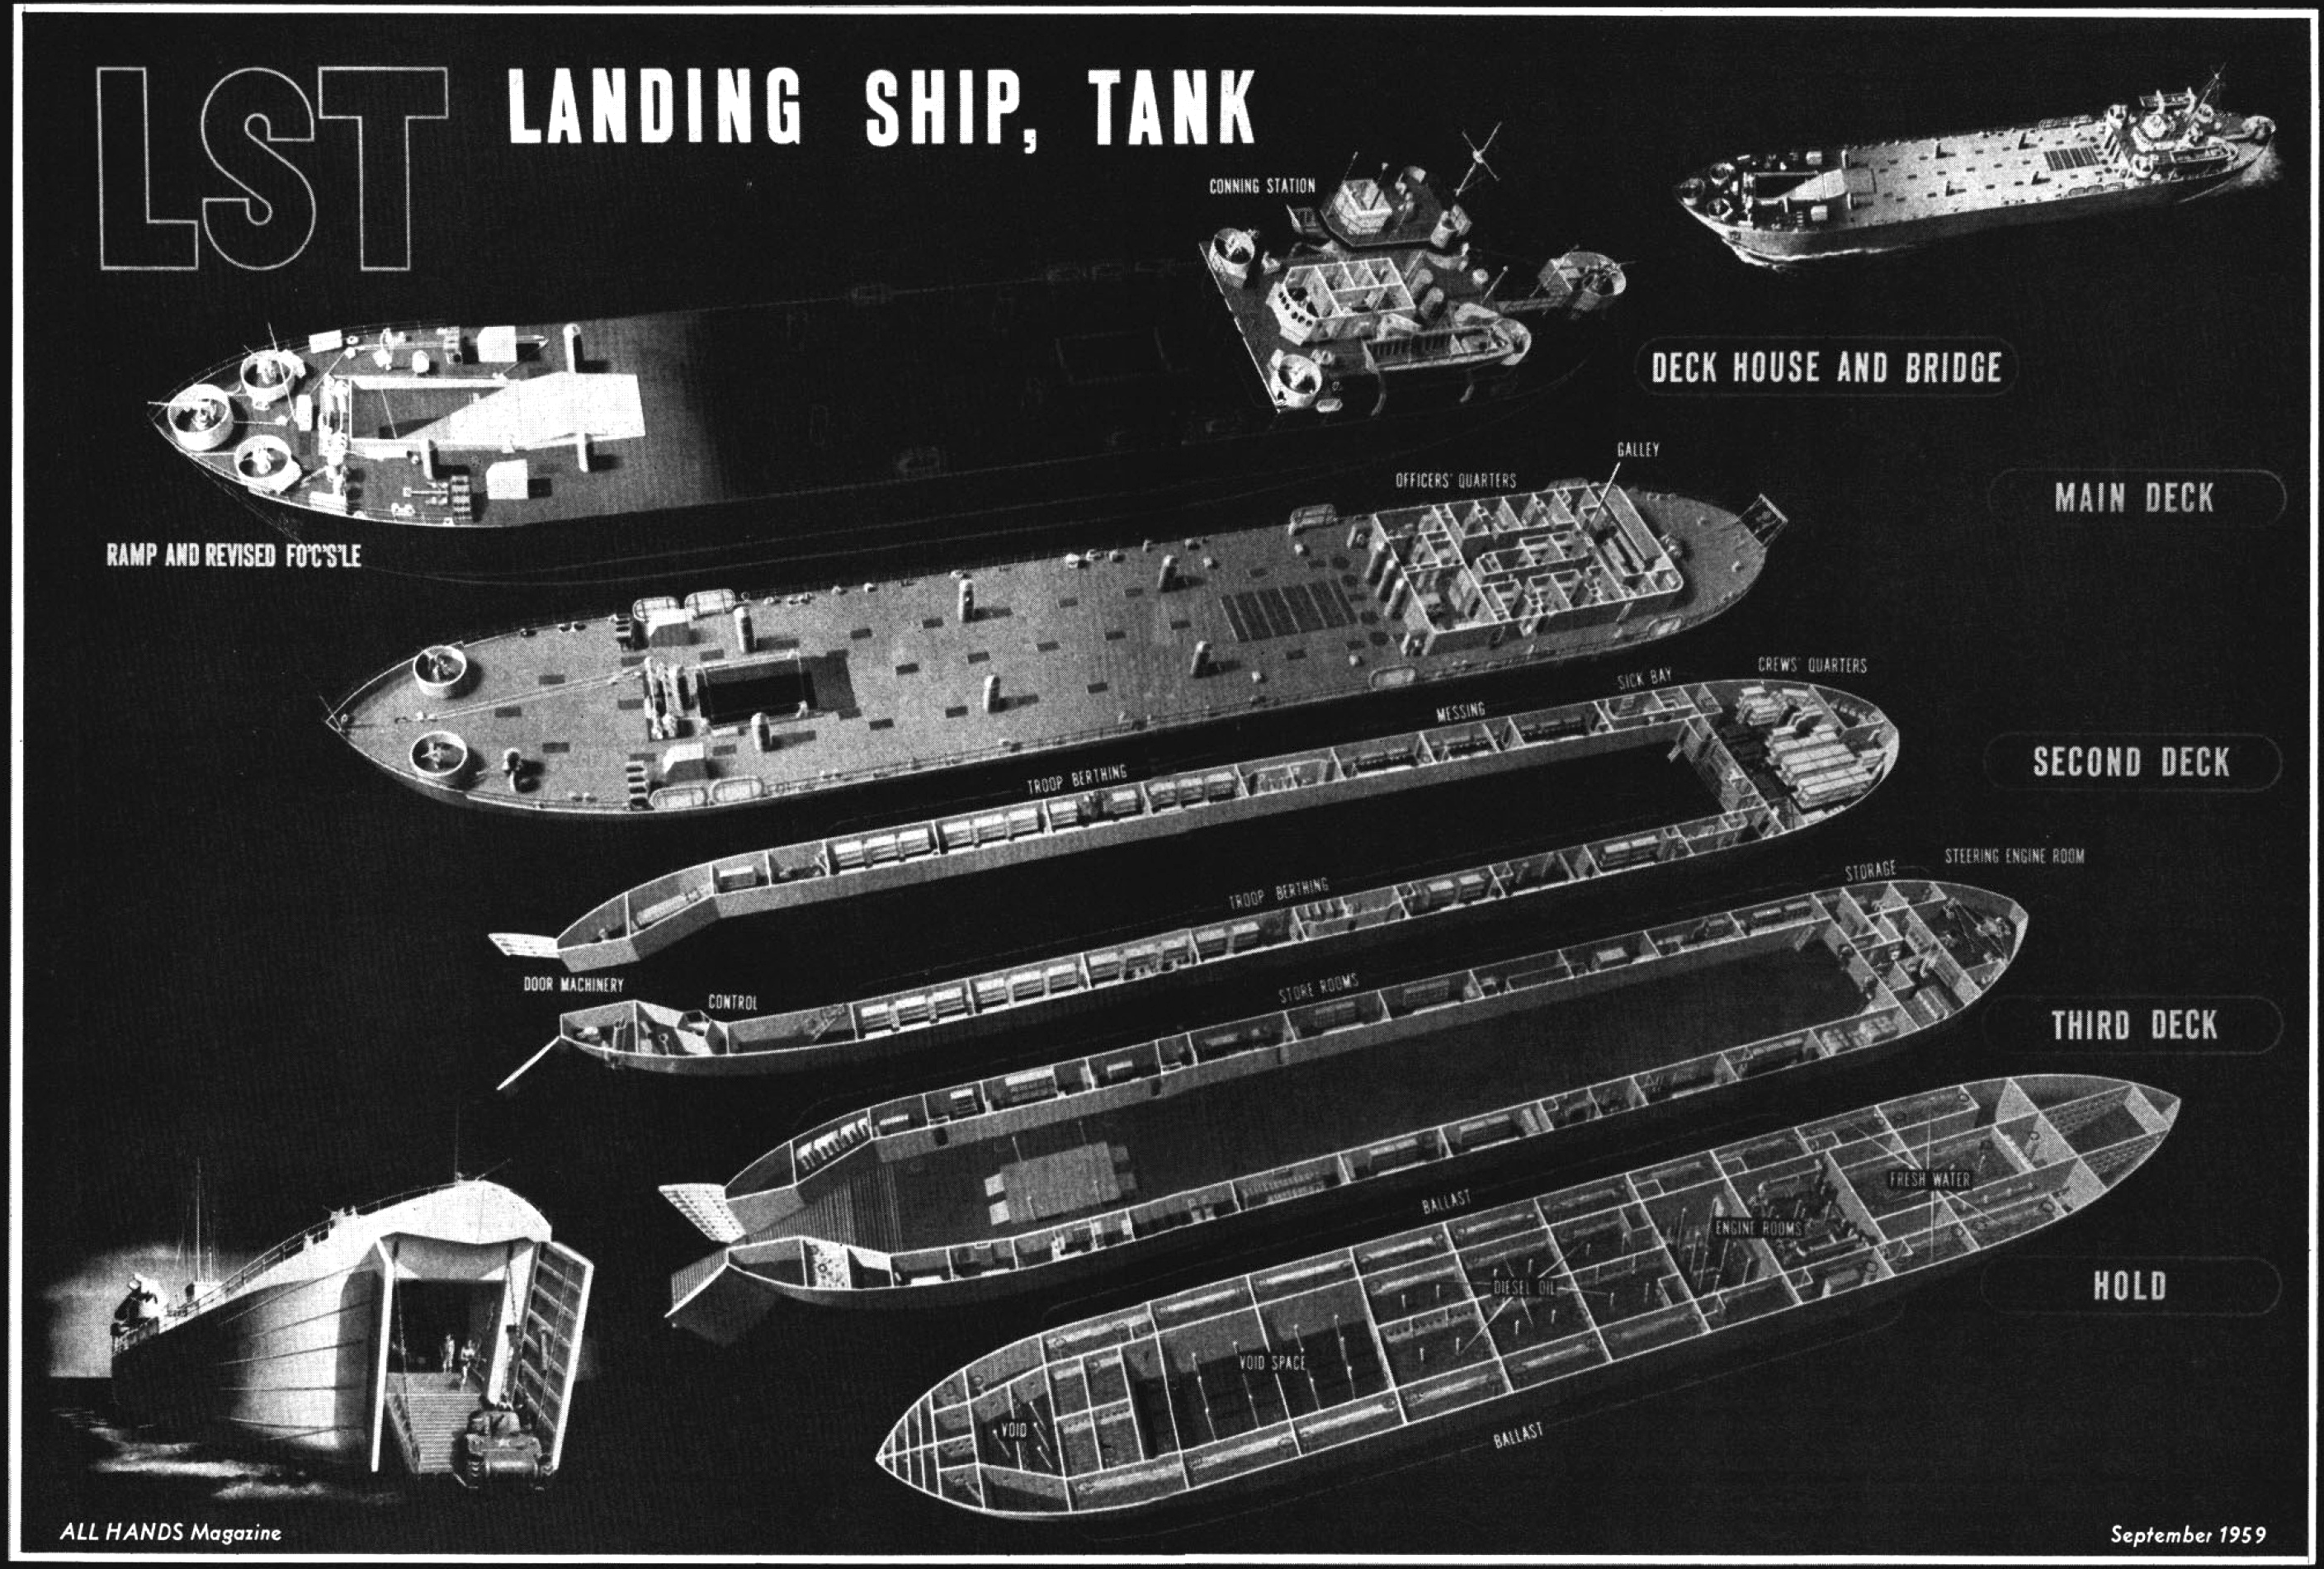 LST
LANDING SHIP, TANK
CONNING STATION
DECK HOUSE AND BRIDGE
RAMP AND REVISED FO'C'S'LE
GALLEY
OFFICERS' QUARTERS
MAIN DECK
CREWS' QUARTERS
SICK BAY
MESSING
TROOP BERTHING
SECOND DECK
TROOP BERTHING
DOOR MACHINERY
CONTROL
STEERING ENGINE ROOM
STORAGE
STORE ROOMS
THIRD DECK
BALLAST
FRESH WATER
ENGINE ROOMS
DIESEL OIL
VOID SPACE
VOID
BALLAST
HOLD
ALL HANDS Magazine
September 1959